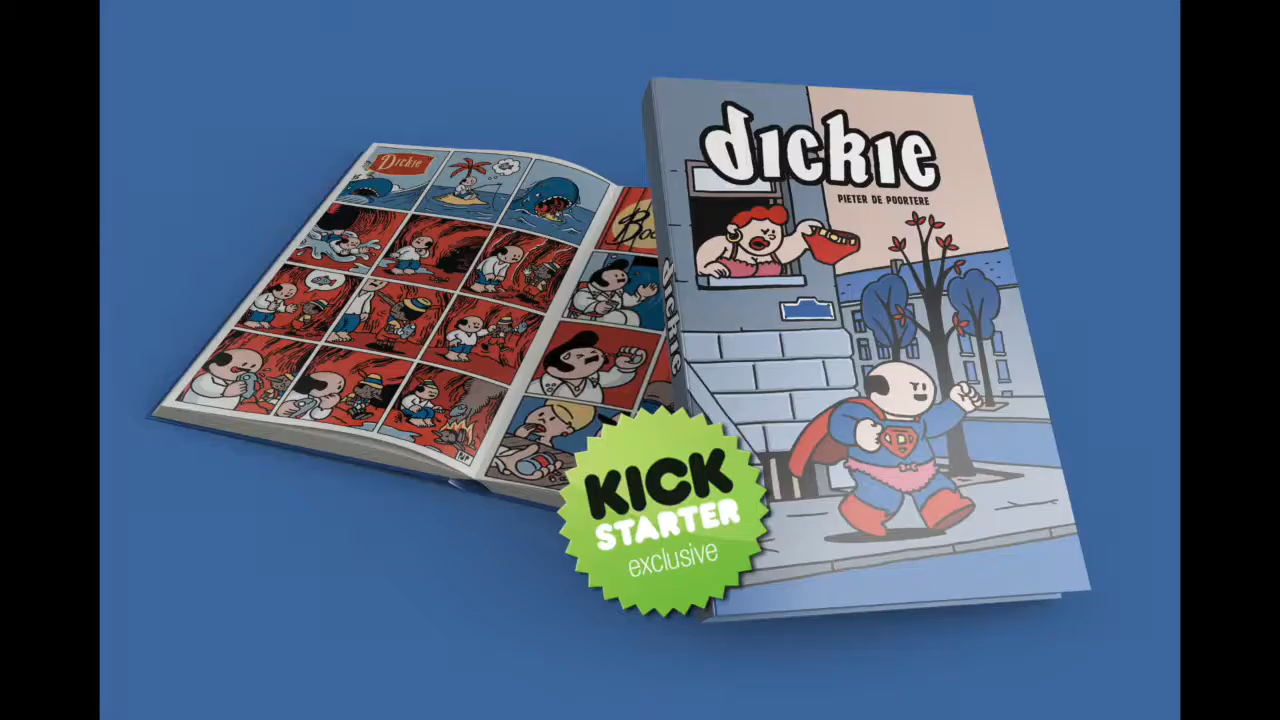 Dickie
dickie
PIETER DE POORTERE
dickie
D
KICK
STARTER
exclusive